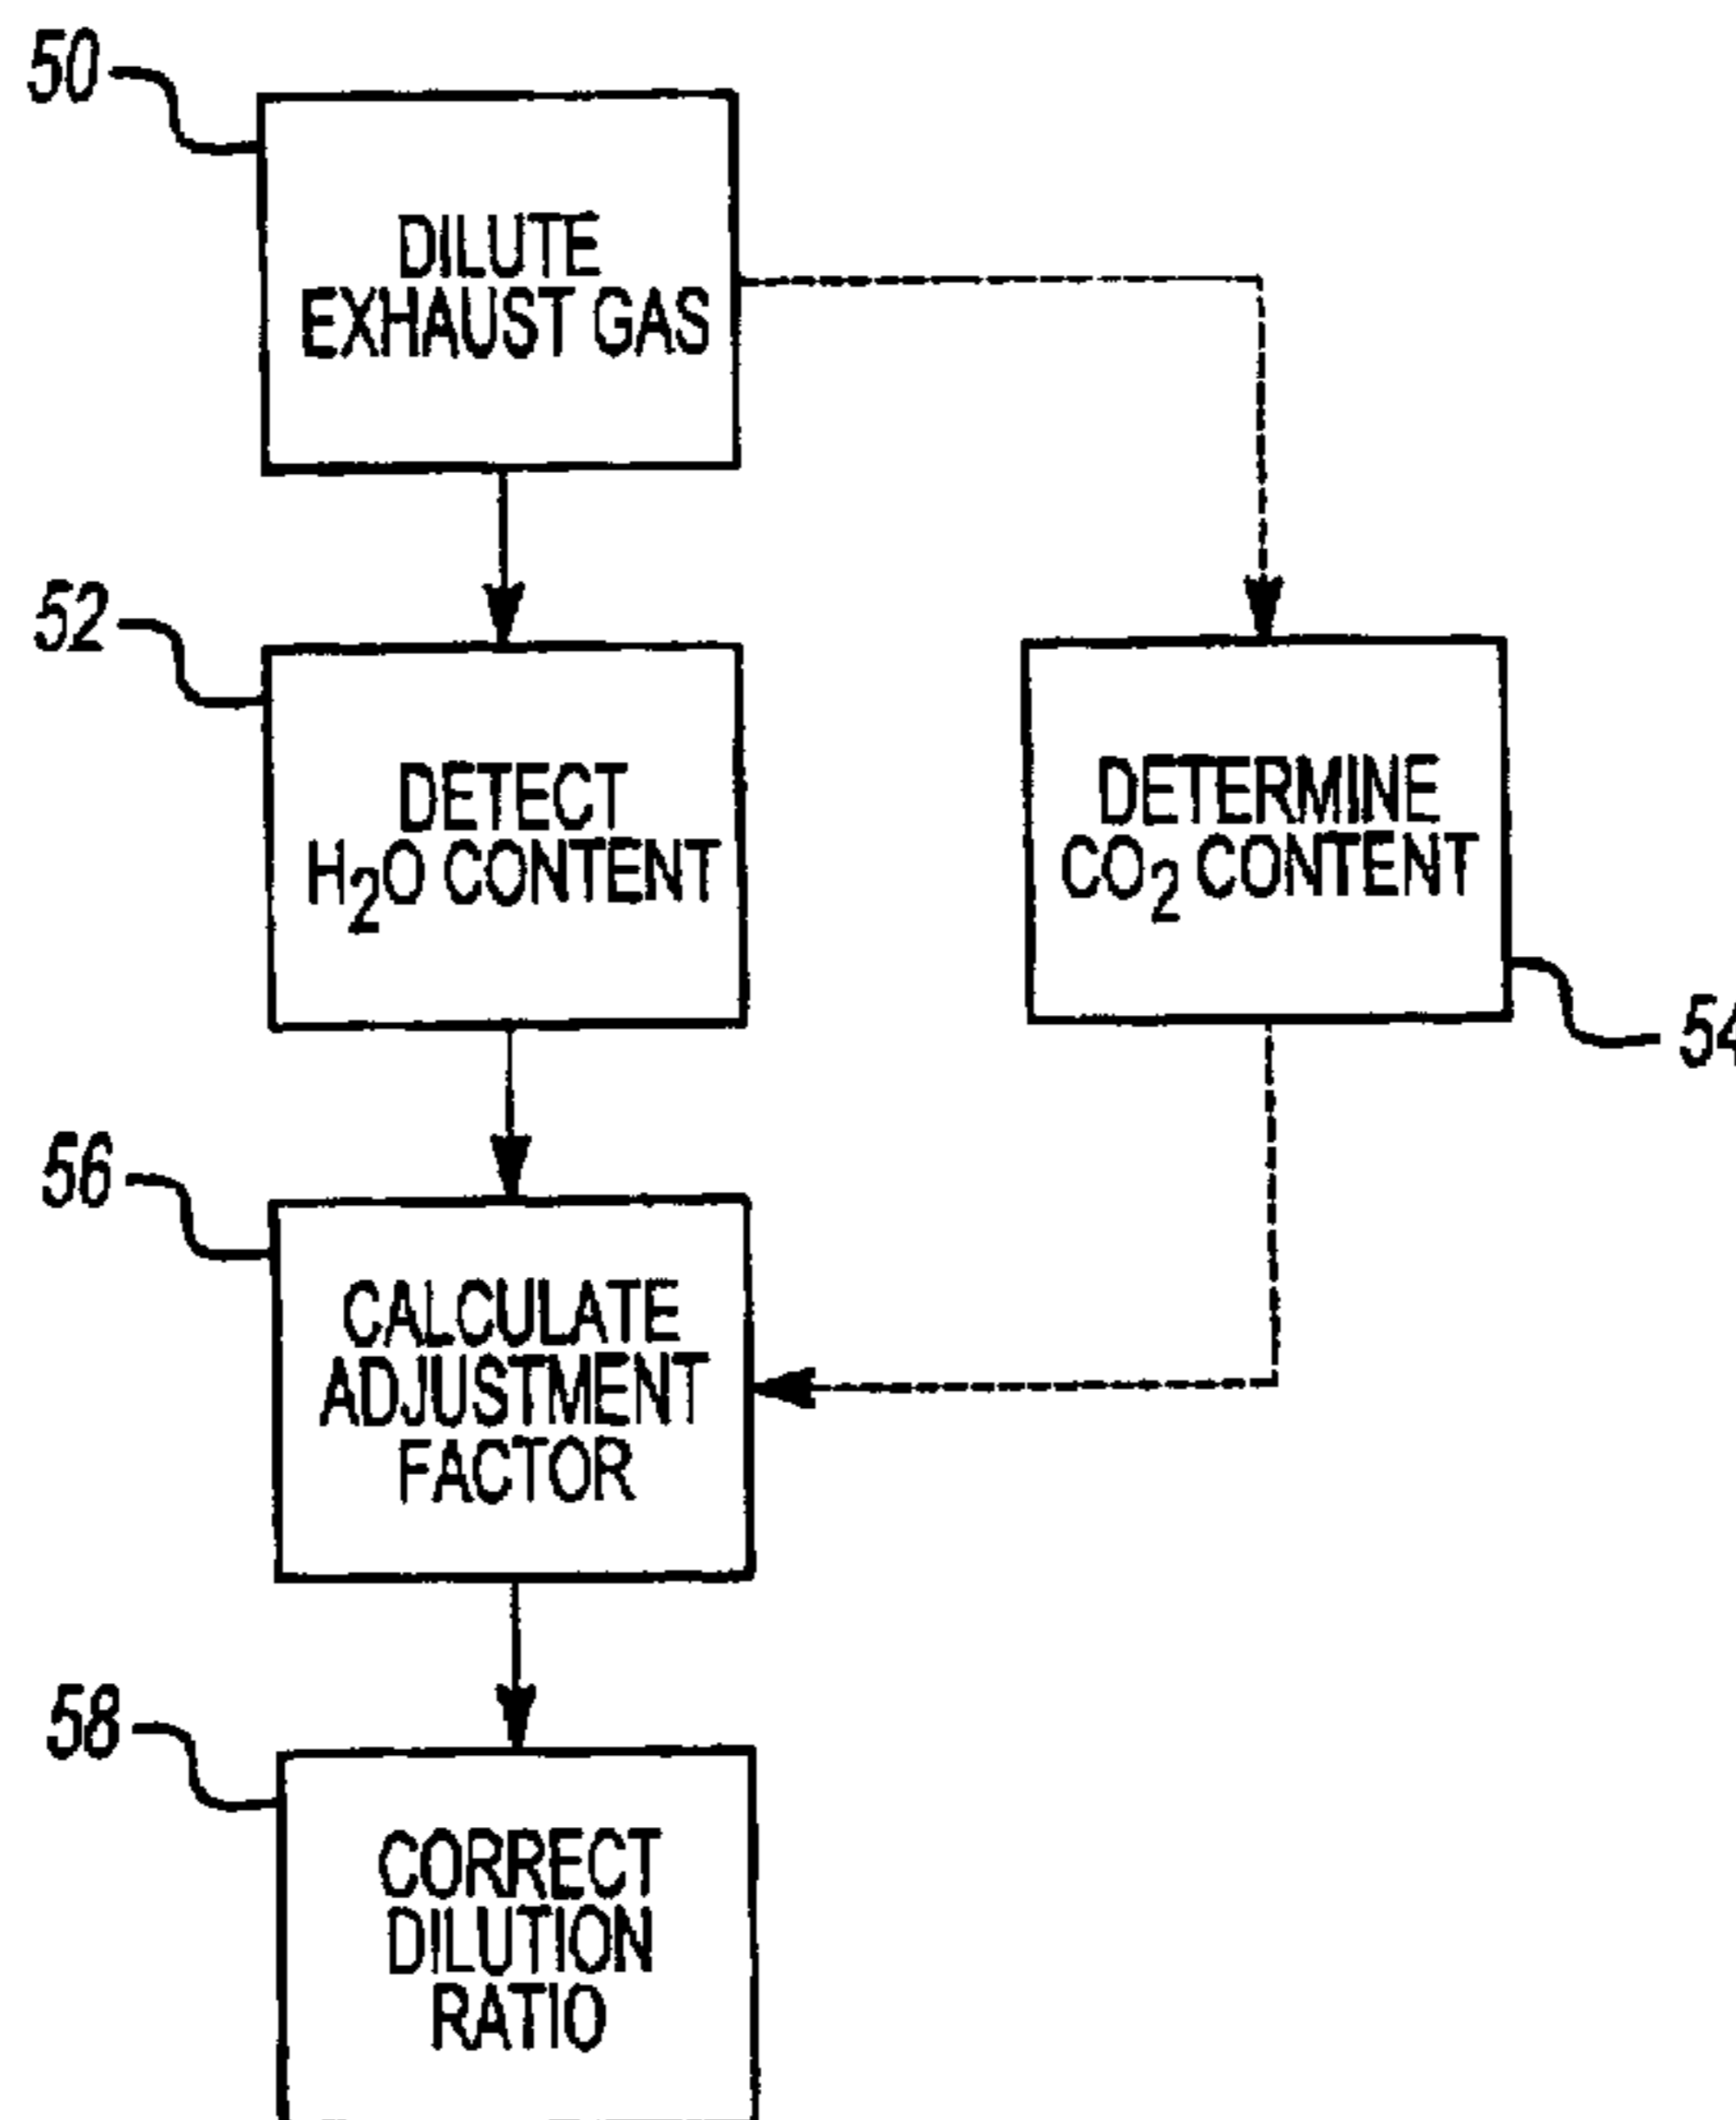 50
DILUTE
EXHAUST GAS
52
DETECT
H₂O CONTENT
DETERMINE
CO₂ CONTENT
54
56
CALCULATE
ADJUSTMENT
FACTOR
58
CORRECT
DILUTION
RATIO